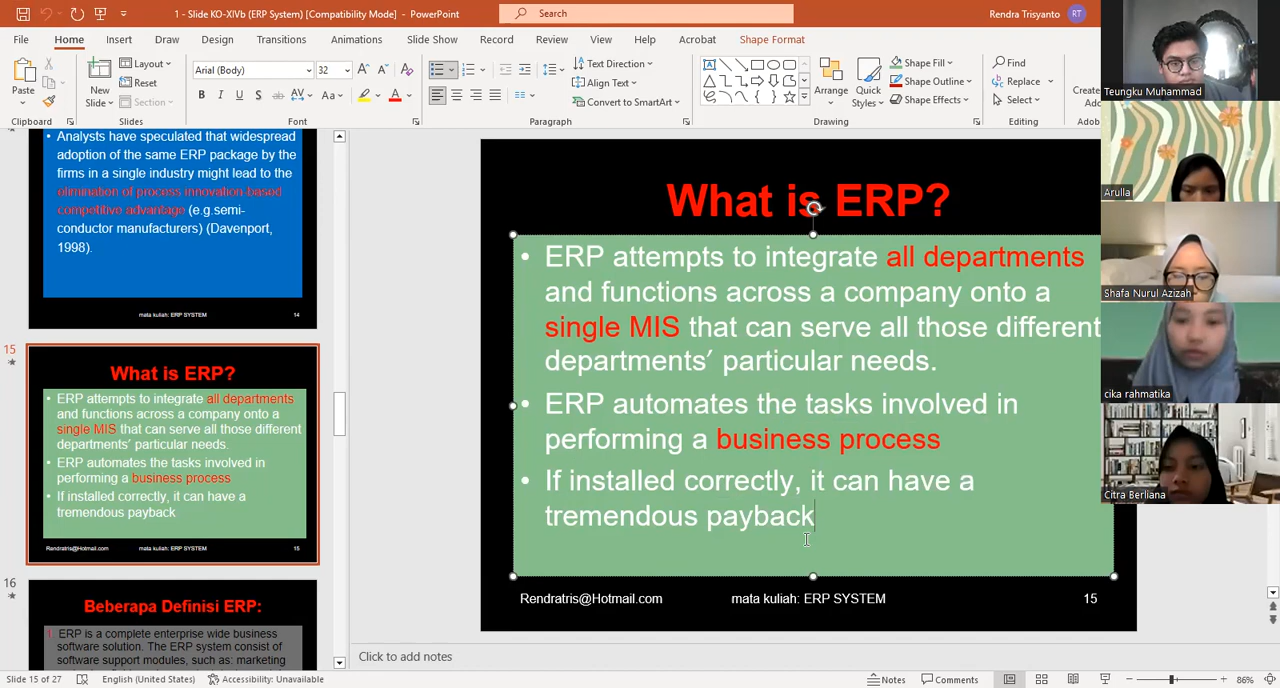 1 - Slide KO-XIVb (ERP System) [Compatibility Mode] - PowerPoint
Search
Rendra Trisyanto
RT
File
Home
Insert
Draw
Design
Transitions
Animations
Slide Show
Record
Review
View
Help
Acrobat
Shape Format
Paste
Clipboard
New
Slide
Layout
Reset
Section
Slides
Arial (Body)
32
Font
Text Direction
Align Text
Convert to SmartArt
Paragraph
Arrange
Quick
Styles
Shape Fill
Shape Outline
Shape Effects
Drawing
Find
Replace
Select
Editing
Create
Adob
Analysts have speculated that widespread
adoption of the same ERP package by the
firms in a single industry might lead to the
elimination of process innovation-based
competitive advantage (e.g.semi-
conductor manufacturers) (Davenport,
1998).
mata kuliah: ERP SYSTEM
14
15
What is ERP?
• ERP attempts to integrate all departments
and functions across a company onto a
single MIS that can serve all those different
departments’ particular needs.
• ERP automates the tasks involved in
performing a business process
• If installed correctly, it can have a
tremendous payback
Rendratris@Hotmail.com
mata kuliah: ERP SYSTEM
15
16
Beberapa Definisi ERP:
ERP is a complete enterprise wide business
software solution. The ERP system consist of
software support modules, such as: marketing
What is ERP?
• ERP attempts to integrate all departments
and functions across a company onto a
single MIS that can serve all those different
departments’ particular needs.
• ERP automates the tasks involved in
performing a business process
• If installed correctly, it can have a
tremendous payback
Rendratris@Hotmail.com
mata kuliah: ERP SYSTEM
15
Click to add notes
Teungku Muhammad
Arulla
Shafa Nurul Azizah
cika rahmatika
Citra Berliana
Slide 15 of 27
English (United States)
Accessibility: Unavailable
Notes
Comments
86%